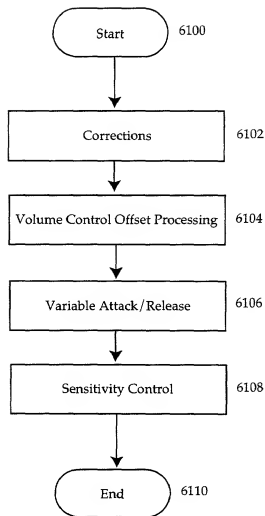 Start 6100
Corrections 6102
Volume Control Offset Processing 6104
Variable Attack/Release 6106
Sensitivity Control 6108
End 6110